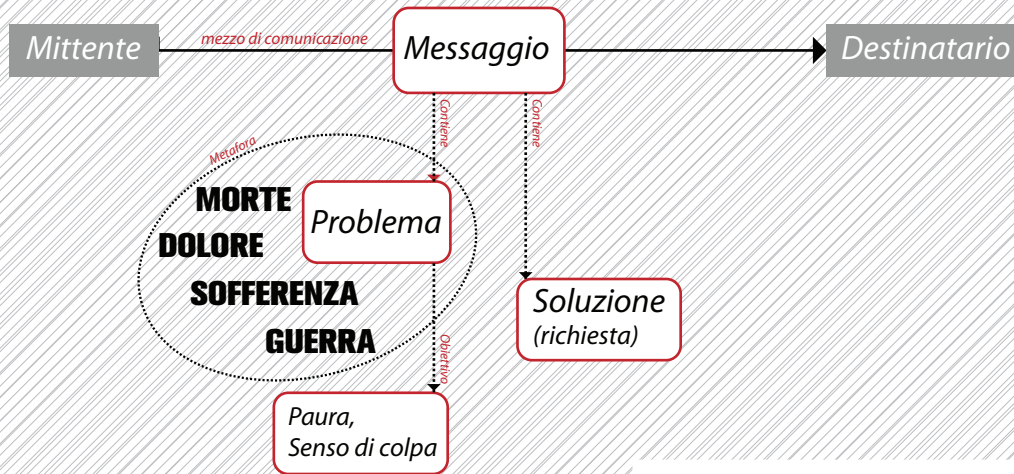 Mittente
mezzo di comunicazione
Messaggio
Destinatario
Contiene
Contiene
Metafora
MORTE
DOLORE
SOFFERENZA
GUERRA
Problema
Soluzione
(richiesta)
Obiettivo
Paura,
Senso di colpa